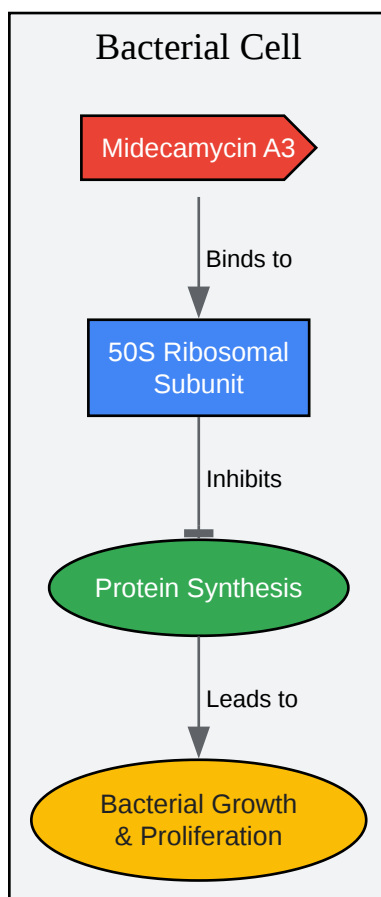 Bacterial Cell
Midecamycin A3
Binds to
50S Ribosomal
Subunit
Inhibits
Protein Synthesis
Leads to
Bacterial Growth
& Proliferation